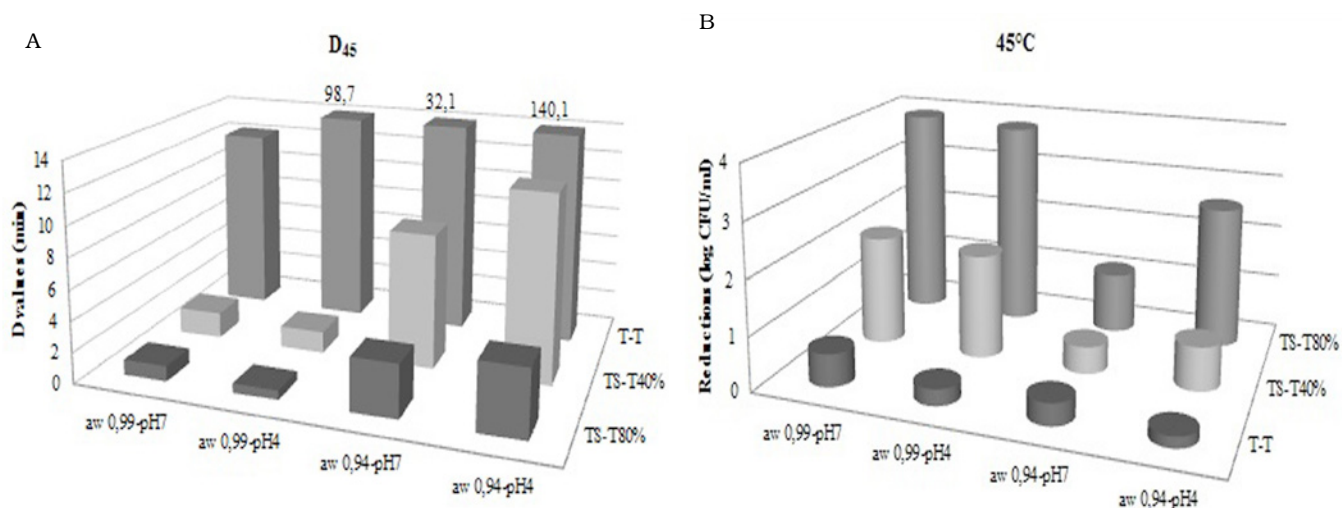 A
D45
98,7
32,1
140,1
14
12
10
8
6
4
2
0
D values (min)
T-T
TS-T40%
TS-T80%
aw 0,99-pH7
aw 0,99-pH4
aw 0,94-pH7
aw 0,94-pH4
B
45ºC
4
3
2
1
0
Reductions (log CFU/ml)
TS-T80%
TS-T40%
T-T
aw 0,99-pH7
aw 0,99-pH4
aw 0,94-pH7
aw 0,94-pH4